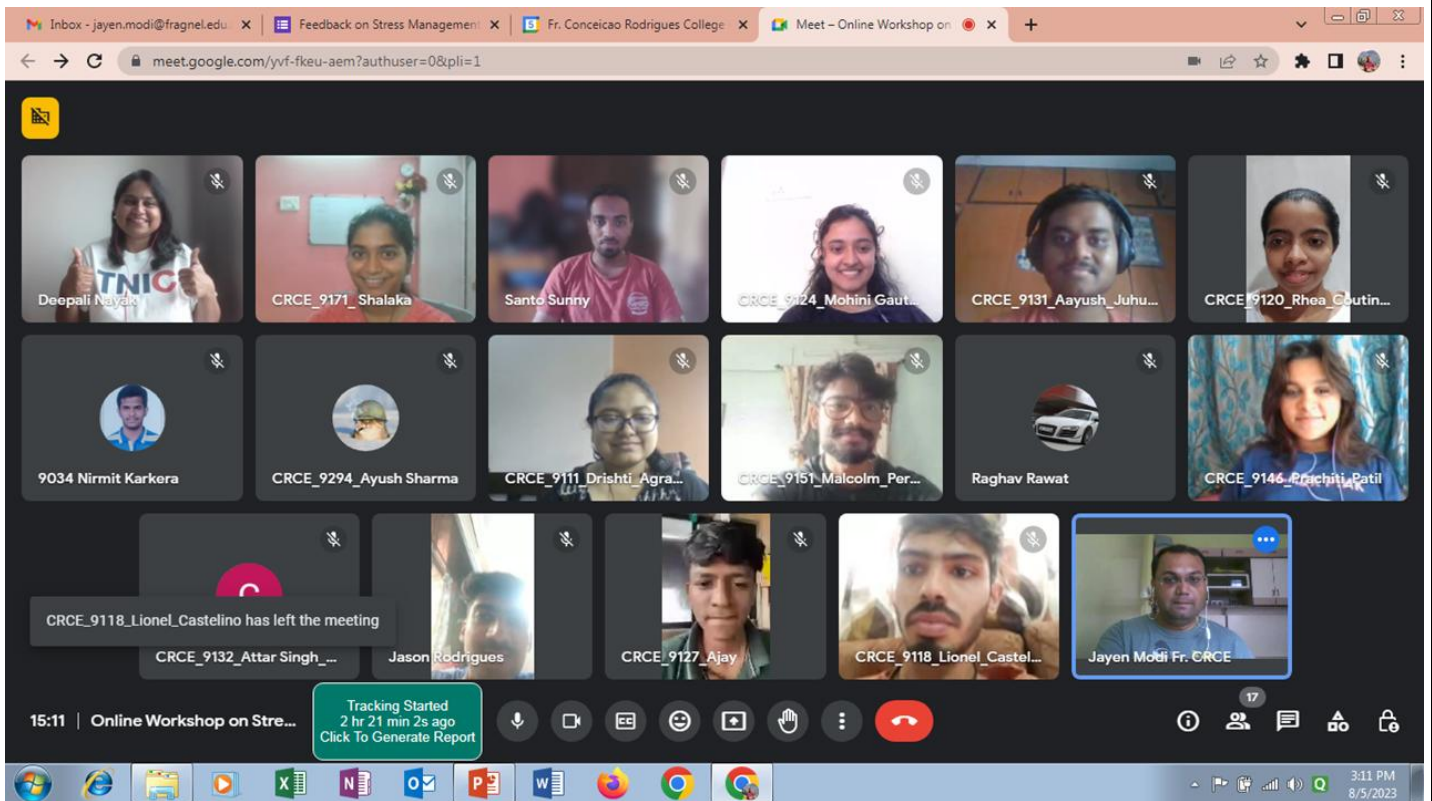 Inbox - jayen.modi@fragnel.edu.
Feedback on Stress Management
Fr. Conceicao Rodrigues College
Meet – Online Workshop on
meet.google.com/yvf-fkeu-aem?authuser=0&pli=1
TNIC
Deepali Nayak
CRCE_9171_Shalaka
Santo Sunny
CRCE_9124_Mohini Gaut...
CRCE_9131_Aayush_Juhu...
CRCE_9120_Rhea_Coutin...
9034 Nirmit Karkera
CRCE_9294_Ayush Sharma
CRCE_9111_Drishti_Agra...
CRCE_9151_Malcolm_Per...
Raghav Rawat
CRCE_9146_Prachiti_Patil
CRCE_9118_Lionel_Castelino has left the meeting
CRCE_9132_Attar Singh_...
Jason Rodrigues
CRCE_9127_Ajay
CRCE_9118_Lionel_Castel...
Jayen Modi Fr. CRCE
15:11 | Online Workshop on Stre...
Tracking Started
2 hr 21 min 2s ago
Click To Generate Report
CC
17
3:11 PM
8/5/2023